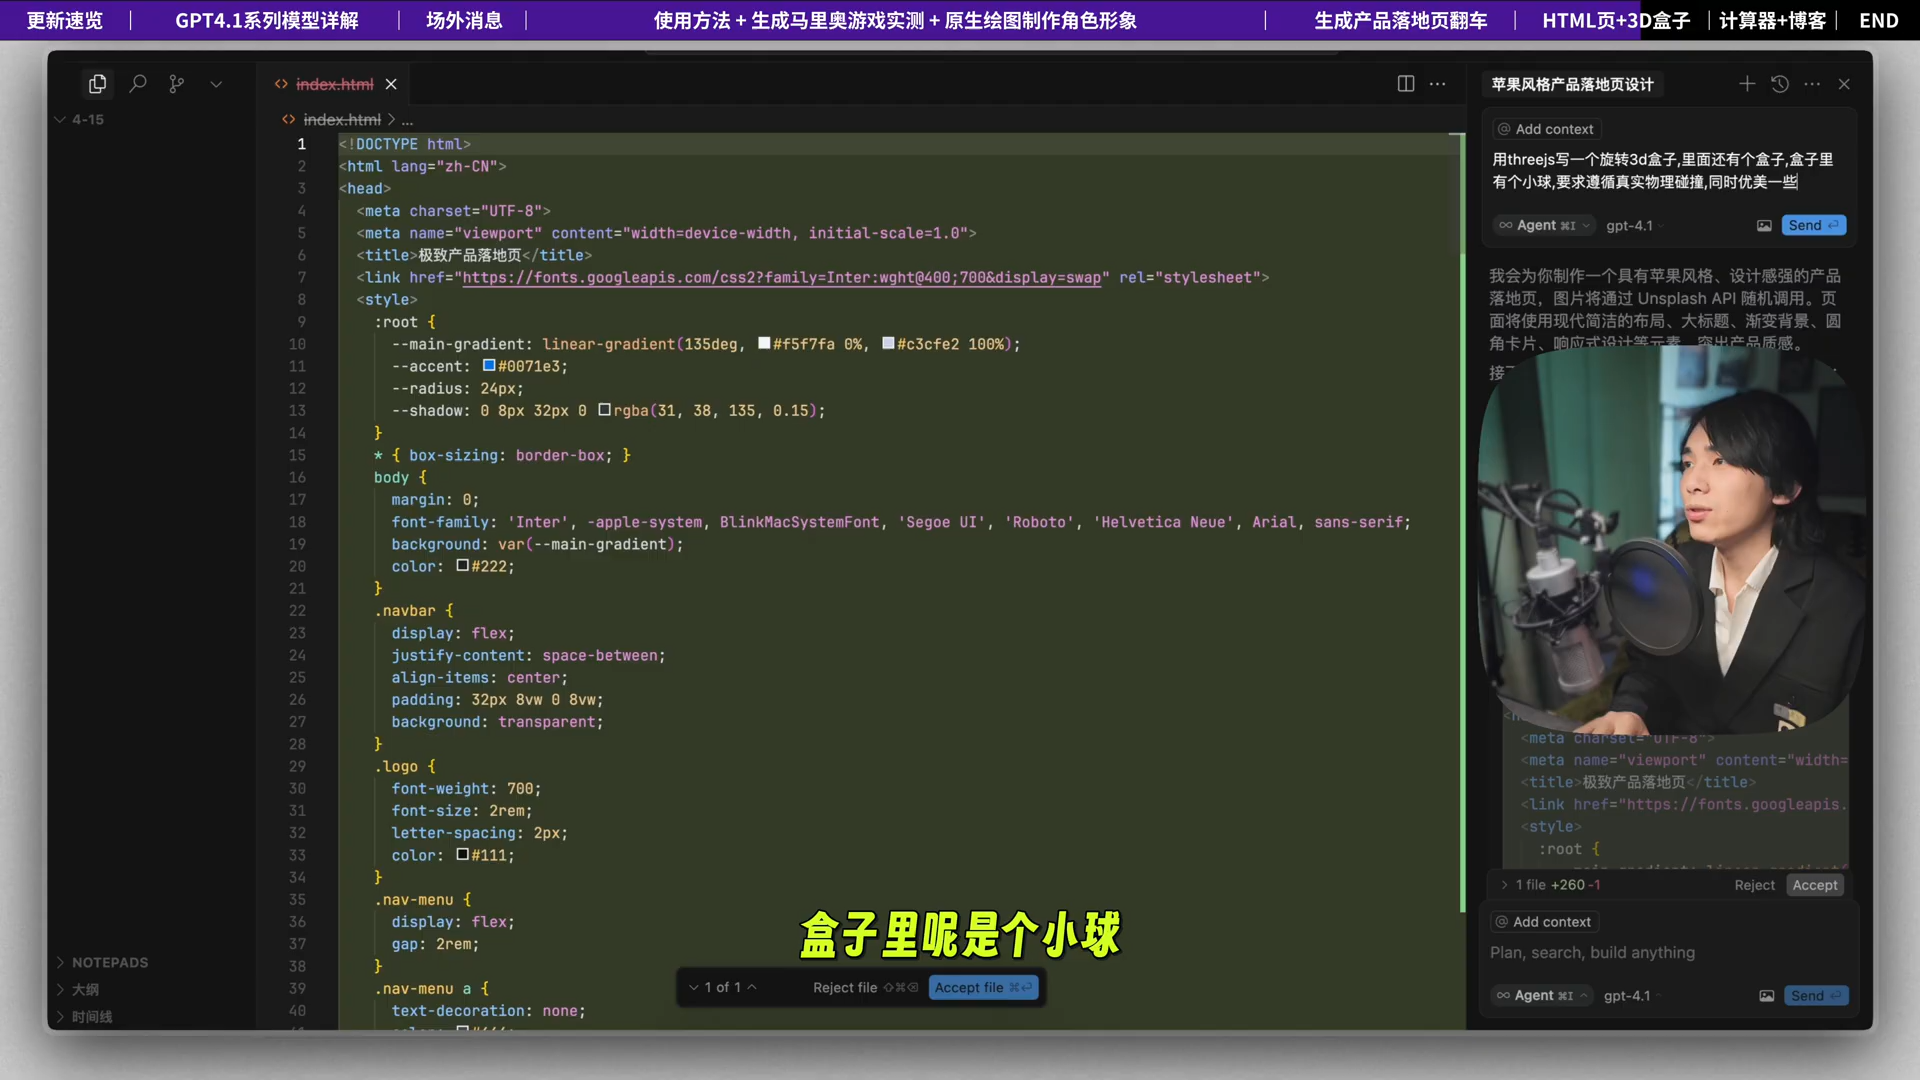 更新速览
GPT4.1系列模型详解
场外消息
使用方法 + 生成马里奥游戏实测 + 原生绘图制作角色形象
生成产品落地页翻车
HTML页+3D盒子
计算器+博客
END
4-15
index.html
index.html > ...
1 <!DOCTYPE html>
2 <html lang="zh-CN">
3 <head>
4 <meta charset="UTF-8">
5 <meta name="viewport" content="width=device-width, initial-scale=1.0">
6 <title>极致产品落地页</title>
7 <link href="https://fonts.googleapis.com/css2?family=Inter:wght@400;700&display=swap" rel="stylesheet">
8 <style>
9 :root {
10 --main-gradient: linear-gradient(135deg, #f5f7fa 0%, #c3cfe2 100%);
11 --accent: #0071e3;
12 --radius: 24px;
13 --shadow: 0 8px 32px 0 rgba(31, 38, 135, 0.15);
14 }
15 * { box-sizing: border-box; }
16 body {
17 margin: 0;
18 font-family: 'Inter', -apple-system, BlinkMacSystemFont, 'Segoe UI', 'Roboto', 'Helvetica Neue', Arial, sans-serif;
19 background: var(--main-gradient);
20 color: #222;
21 }
22 .navbar {
23 display: flex;
24 justify-content: space-between;
25 align-items: center;
26 padding: 32px 8vw 0 8vw;
27 background: transparent;
28 }
29 .logo {
30 font-weight: 700;
31 font-size: 2rem;
32 letter-spacing: 2px;
33 color: #111;
34 }
35 .nav-menu {
36 display: flex;
37 gap: 2rem;
38 }
39 .nav-menu a {
40 text-decoration: none;
NOTEPADS
大纲
时间线
盒子里呢是个小球
1 of 1
Reject file ⇧⌘⌫
Accept file ⌘⏎
苹果风格产品落地页设计
@ Add context
用threejs写一个旋转3d盒子,里面还有个盒子,盒子里
有个小球,要求遵循真实物理碰撞,同时优美一些
∞ Agent ⌘I
gpt-4.1
Send ⏎
我会为你制作一个具有苹果风格、设计感强的产品
落地页，图片将通过 Unsplash API 随机调用。页
面将使用现代简洁的布局、大标题、渐变背景、圆
角卡片、响应式设计等元素，突出产品质感。
<meta charset="UTF-8">
<meta name="viewport" content="width=
<title>极致产品落地页</title>
<link href="https://fonts.googleapis.
<style>
:root {
1 file +260 -1
Reject
Accept
@ Add context
Plan, search, build anything
∞ Agent ⌘I
gpt-4.1
Send ⏎